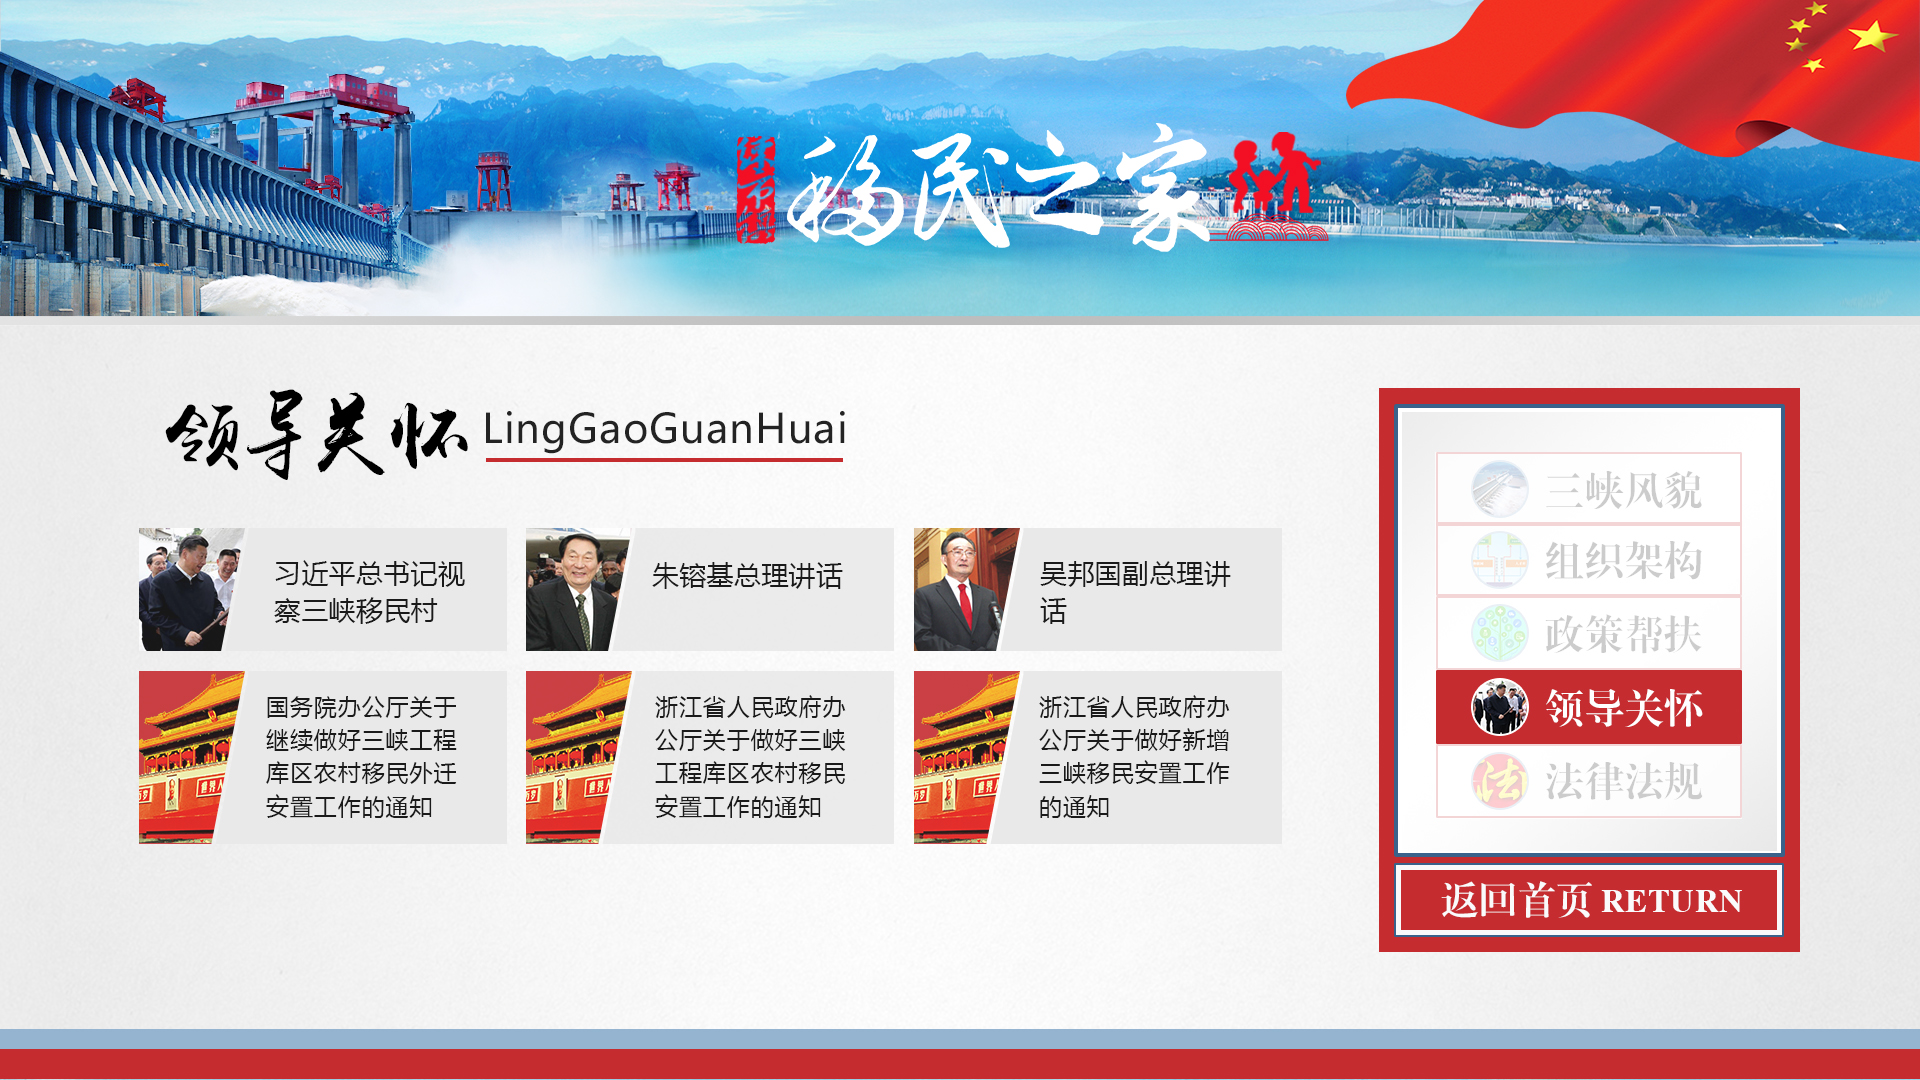 移民之家
领导关怀 LingGaoGuanHuai
习近平总书记视
察三峡移民村
朱镕基总理讲话
吴邦国副总理讲
话
国务院办公厅关于
继续做好三峡工程
库区农村移民外迁
安置工作的通知
浙江省人民政府办
公厅关于做好三峡
工程库区农村移民
安置工作的通知
浙江省人民政府办
公厅关于做好新增
三峡移民安置工作
的通知
三峡风貌
组织架构
政策帮扶
领导关怀
法
法律法规
返回首页 RETURN